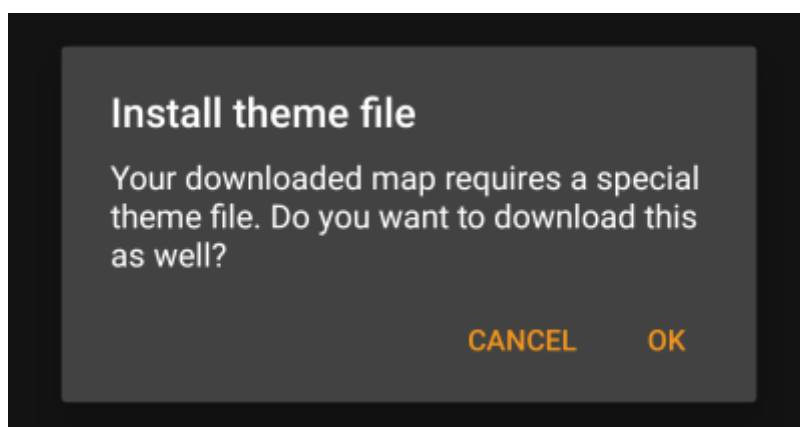 Install theme file
Your downloaded map requires a special
theme file. Do you want to download this
as well?
CANCEL OK